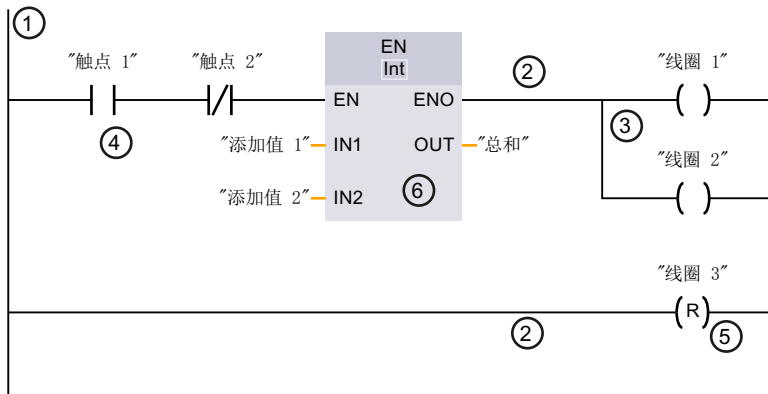 1
"触点 1" "触点 2" EN "线圈 1"
Int 2
EN ENO
4 3
"添加值 1" IN1 OUT "总和"
"线圈 2"
"添加值 2" IN2 6
"线圈 3"
R
2 5